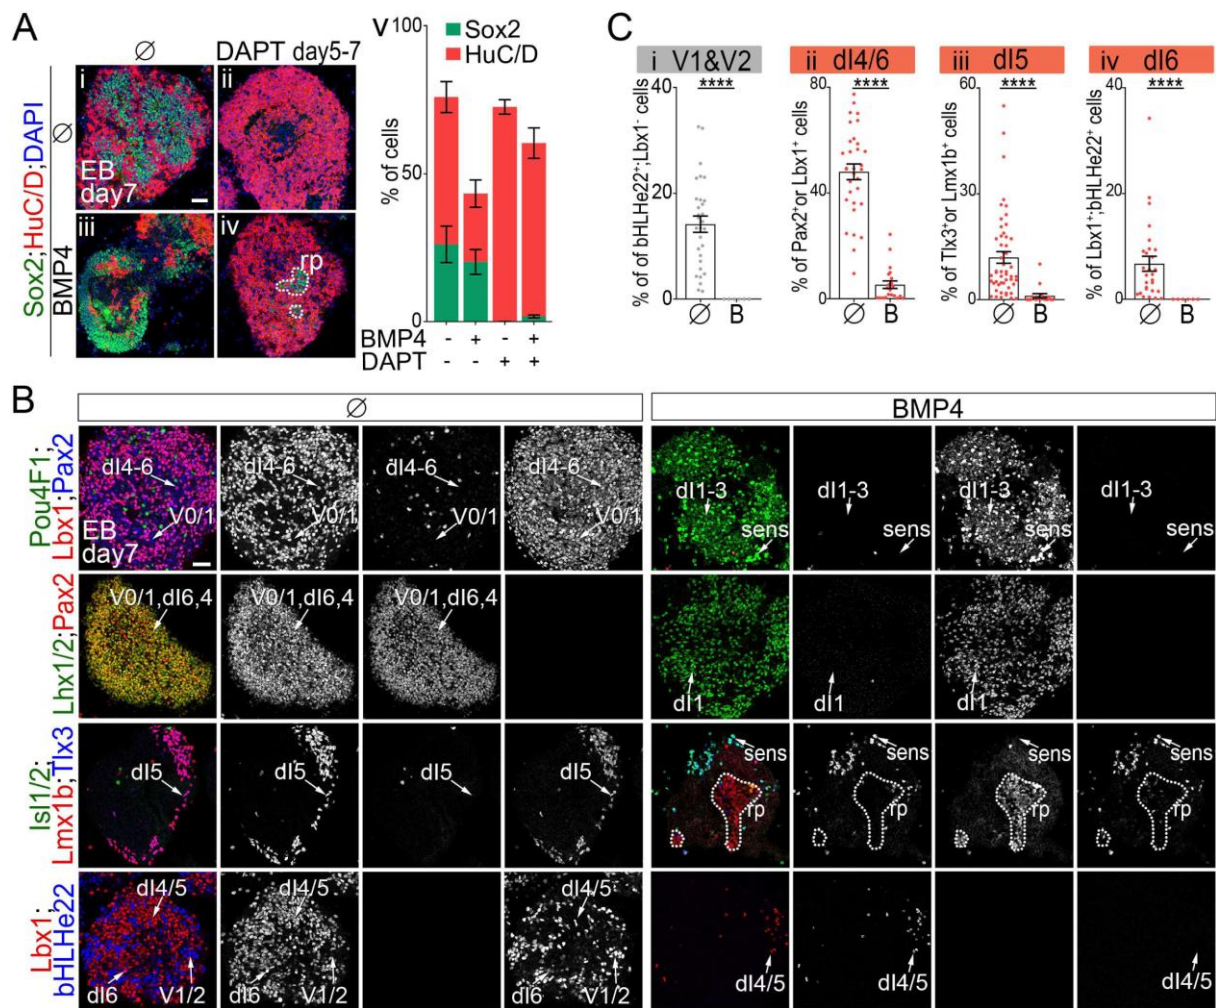 A
∅
DAPT day5-7
i
ii
EB
day7
iii
iv
rp
Sox2;HuC/D;DAPI
∅
BMP4
v
Sox2
HuC/D
100
50
0
% of cells
BMP4 - + - +
DAPT - - + +
C
i V1&V2
ii dI4/6
iii dI5
iv dI6
****
****
****
****
% of of bHLHe22⁺;Lbx1⁻ cells
40
20
0
∅ B
% of Pax2⁺ or Lbx1⁺ cells
80
40
0
∅ B
% of Tlx3⁺or Lmx1b⁺ cells
60
30
0
∅ B
% of Lbx1⁺;bHLHe22⁺
40
20
0
∅ B
B
∅
BMP4
Pou4F1;
Lbx1;Pax2
dI4-6
V0/1
EB
day7
dI4-6
V0/1
dI4-6
V0/1
dI4-6
V0/1
dI1-3
sens
dI1-3
sens
dI1-3
sens
dI1-3
sens
Lhx1/2;Pax2
V0/1,dI6,4
V0/1,dI6,4
V0/1,dI6,4
dI1
dI1
dI1
Isl1/2;
Lmx1b;Tlx3
dI5
dI5
dI5
dI5
sens
rp
sens
rp
sens
rp
sens
rp
Lbx1;
bHLHe22
dI4/5
V1/2
dI4/5
dI6
V1/2
dI4/5
dI6
V1/2
dI4/5
dI4/5
dI4/5